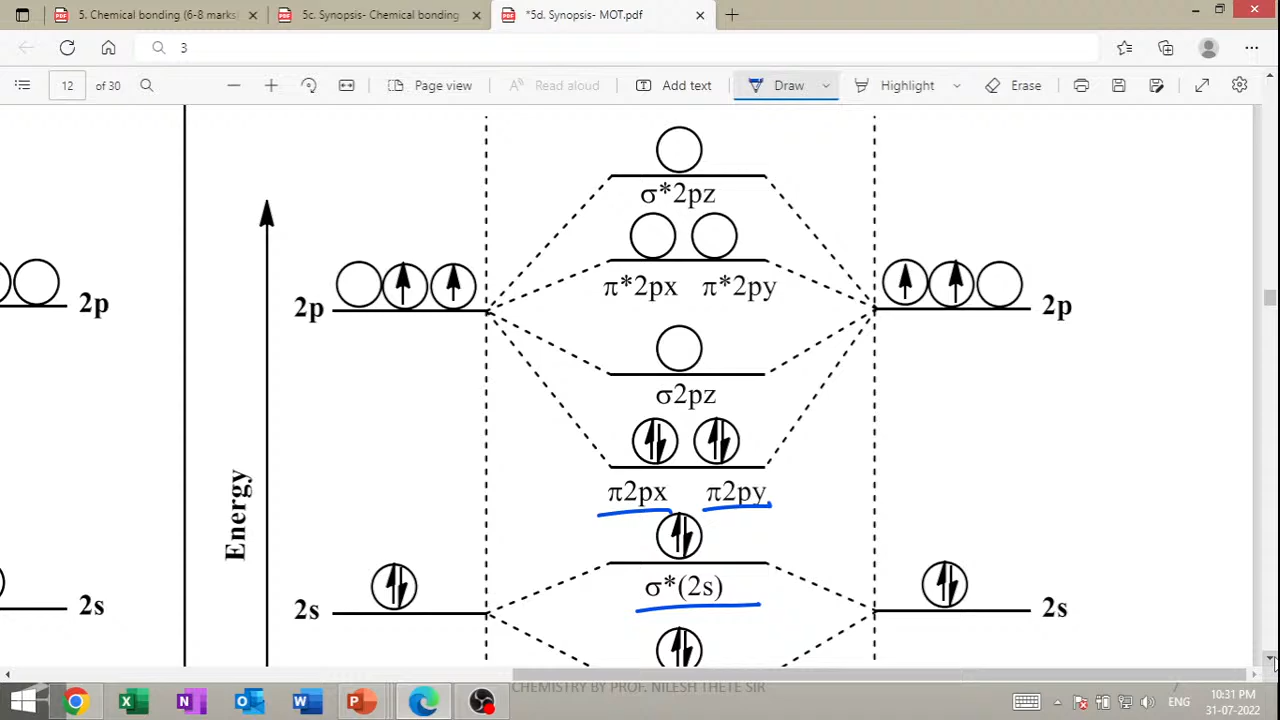 5. Chemical bonding (6-8 marks
5c. Synopsis- Chemical bonding
*5d. Synopsis- MOT.pdf
3
12 of 30
Page view
Read aloud
Add text
Draw
Highlight
Erase
σ*2pz
π*2px π*2py
2p
2p
2p
σ2pz
π2px π2py
Energy
σ*(2s)
2s
2s
2s
CHEMISTRY BY PROF. NILESH THETE SIR
7
ENG
10:31 PM
31-07-2022